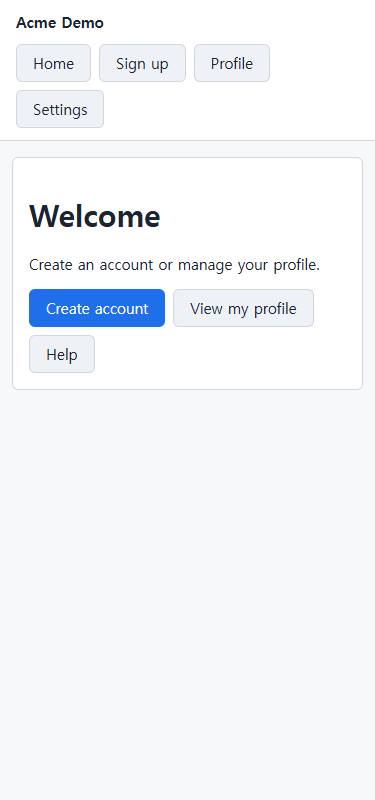 Acme Demo
Home Sign up Profile
Settings
Welcome
Create an account or manage your profile.
Create account View my profile
Help